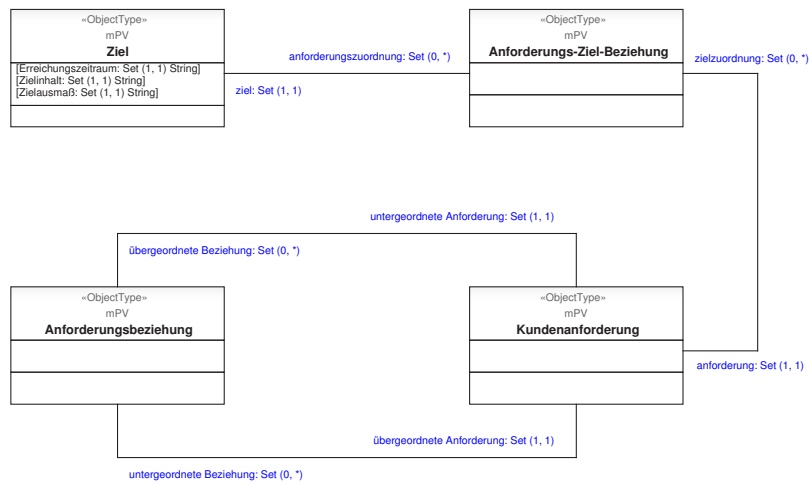 «ObjectType»
mPV
Ziel
[Erreichungszeitraum: Set (1, 1) String]
[Zielinhalt: Set (1, 1) String]
[Zielausmaß: Set (1, 1) String]
anforderungszuordnung: Set (0, *)
ziel: Set (1, 1)
«ObjectType»
mPV
Anforderungs-Ziel-Beziehung
zielzuordnung: Set (0, *)
untergeordnete Anforderung: Set (1, 1)
übergeordnete Beziehung: Set (0, *)
«ObjectType»
mPV
Anforderungsbeziehung
«ObjectType»
mPV
Kundenanforderung
anforderung: Set (1, 1)
übergeordnete Anforderung: Set (1, 1)
untergeordnete Beziehung: Set (0, *)